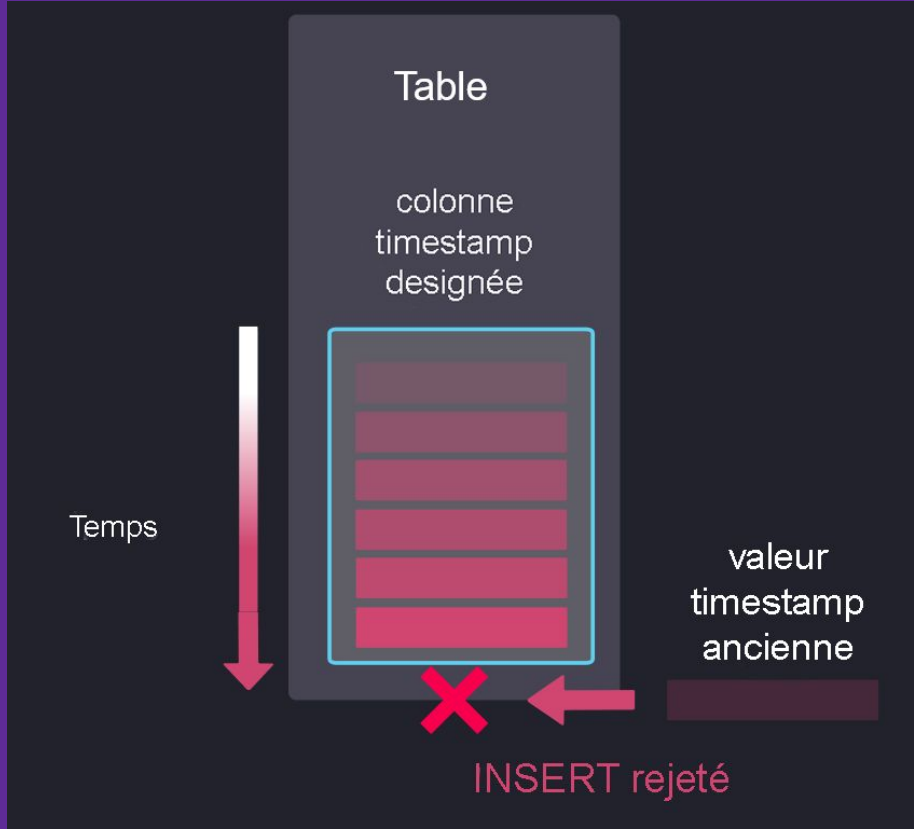 Table
colonne
timestamp
designée
Temps
valeur
timestamp
ancienne
INSERT rejeté